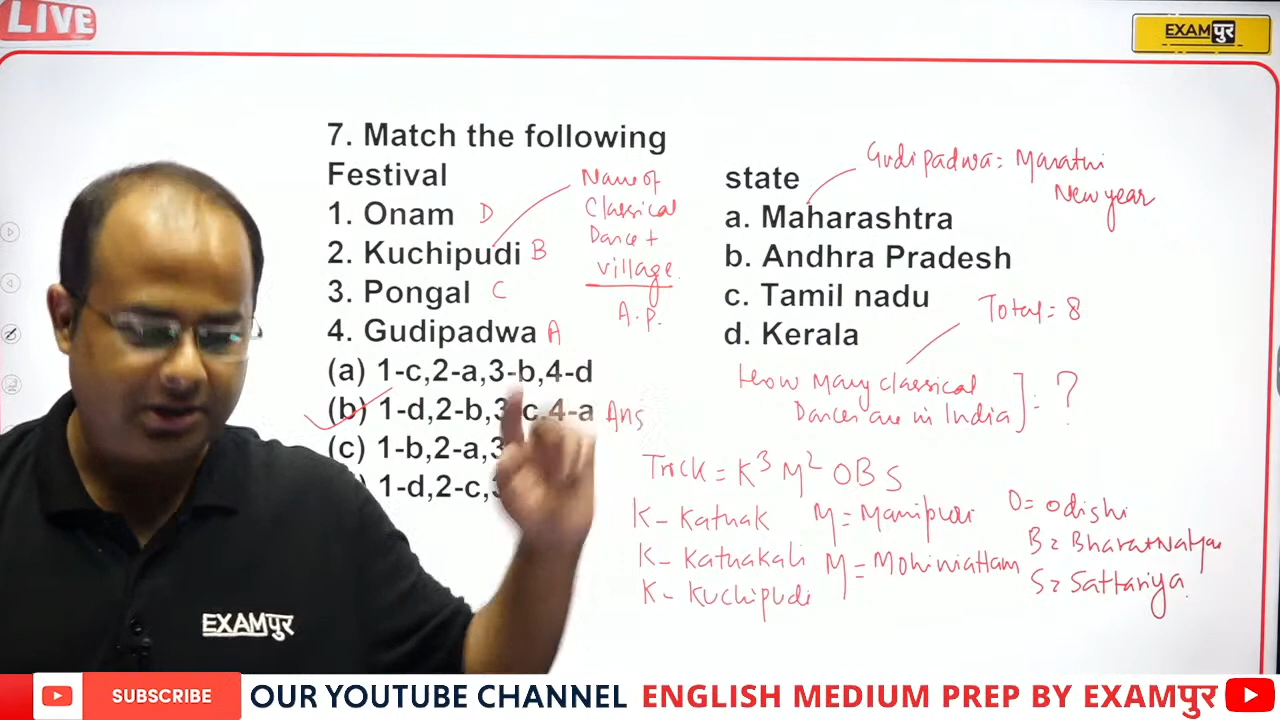 LIVE
EXAMपुर
7. Match the following
Festival
1. Onam D
2. Kuchipudi B
3. Pongal C
4. Gudipadwa A
(a) 1-c,2-a,3-b,4-d
(b) 1-d,2-b,3-c,4-a Ans
(c) 1-b,2-a,3
1-d,2-c,3
Name of
Classical
Dance +
village
A.P.
state
a. Maharashtra
b. Andhra Pradesh
c. Tamil nadu
d. Kerala
Gudipadwa: Marathi
New year
Total = 8
How many classical
Dances are in India ] : ?
Trick = K³ M² OBS
K - Kathak
K - Kathakali
K - Kuchipudi
M = Manipuri
M = Mohiniattam
O = odishi
B = Bharatnatya
S = Sattariya
EXAMपुर
SUBSCRIBE
OUR YOUTUBE CHANNEL ENGLISH MEDIUM PREP BY EXAMपुर